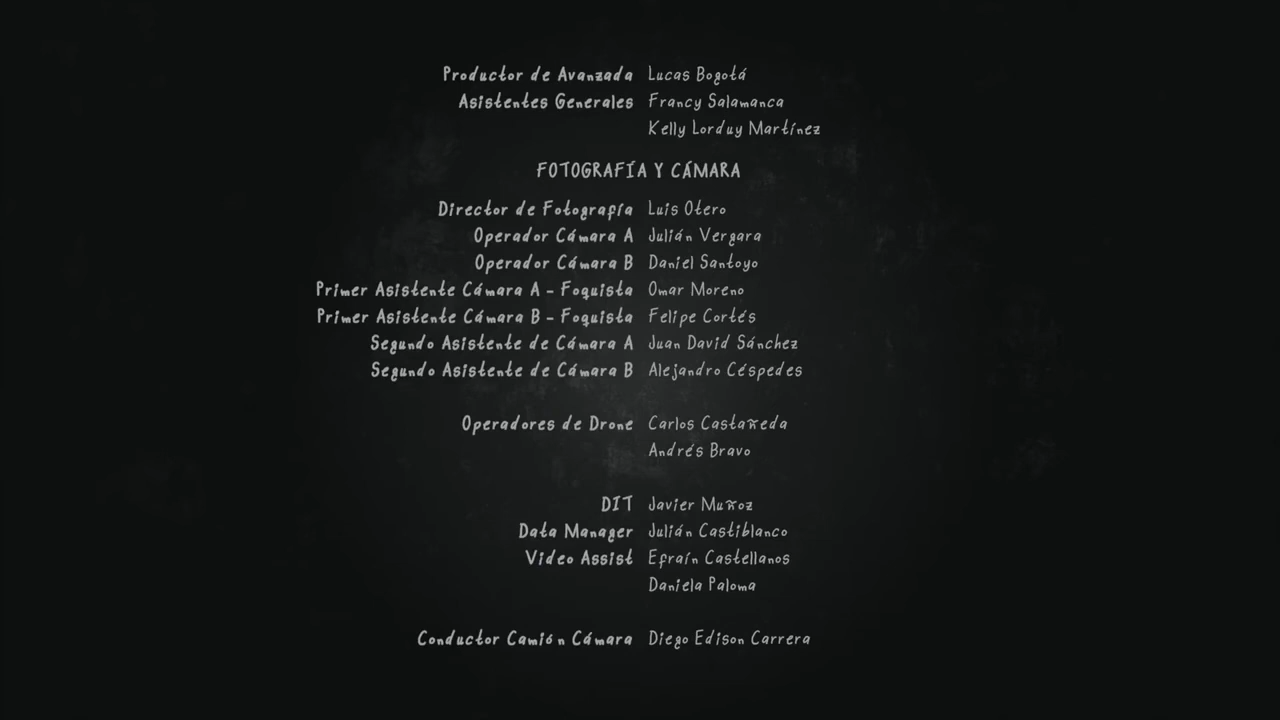 Productor de Avanzada Lucas Bogotá
Asistentes Generales Francy Salamanca
Kelly Lorduy Martínez
FOTOGRAFÍA Y CÁMARA
Director de Fotografía Luis Otero
Operador Cámara A Julián Vergara
Operador Cámara B Daniel Santoyo
Primer Asistente Cámara A - Foquista Omar Moreno
Primer Asistente Cámara B - Foquista Felipe Cortés
Segundo Asistente de Cámara A Juan David Sánchez
Segundo Asistente de Cámara B Alejandro Céspedes
Operadores de Drone Carlos Castañeda
Andrés Bravo
DIT Javier Muñoz
Data Manager Julián Castiblanco
Video Assist Efraín Castellanos
Daniela Paloma
Conductor Camión Cámara Diego Edison Carrera